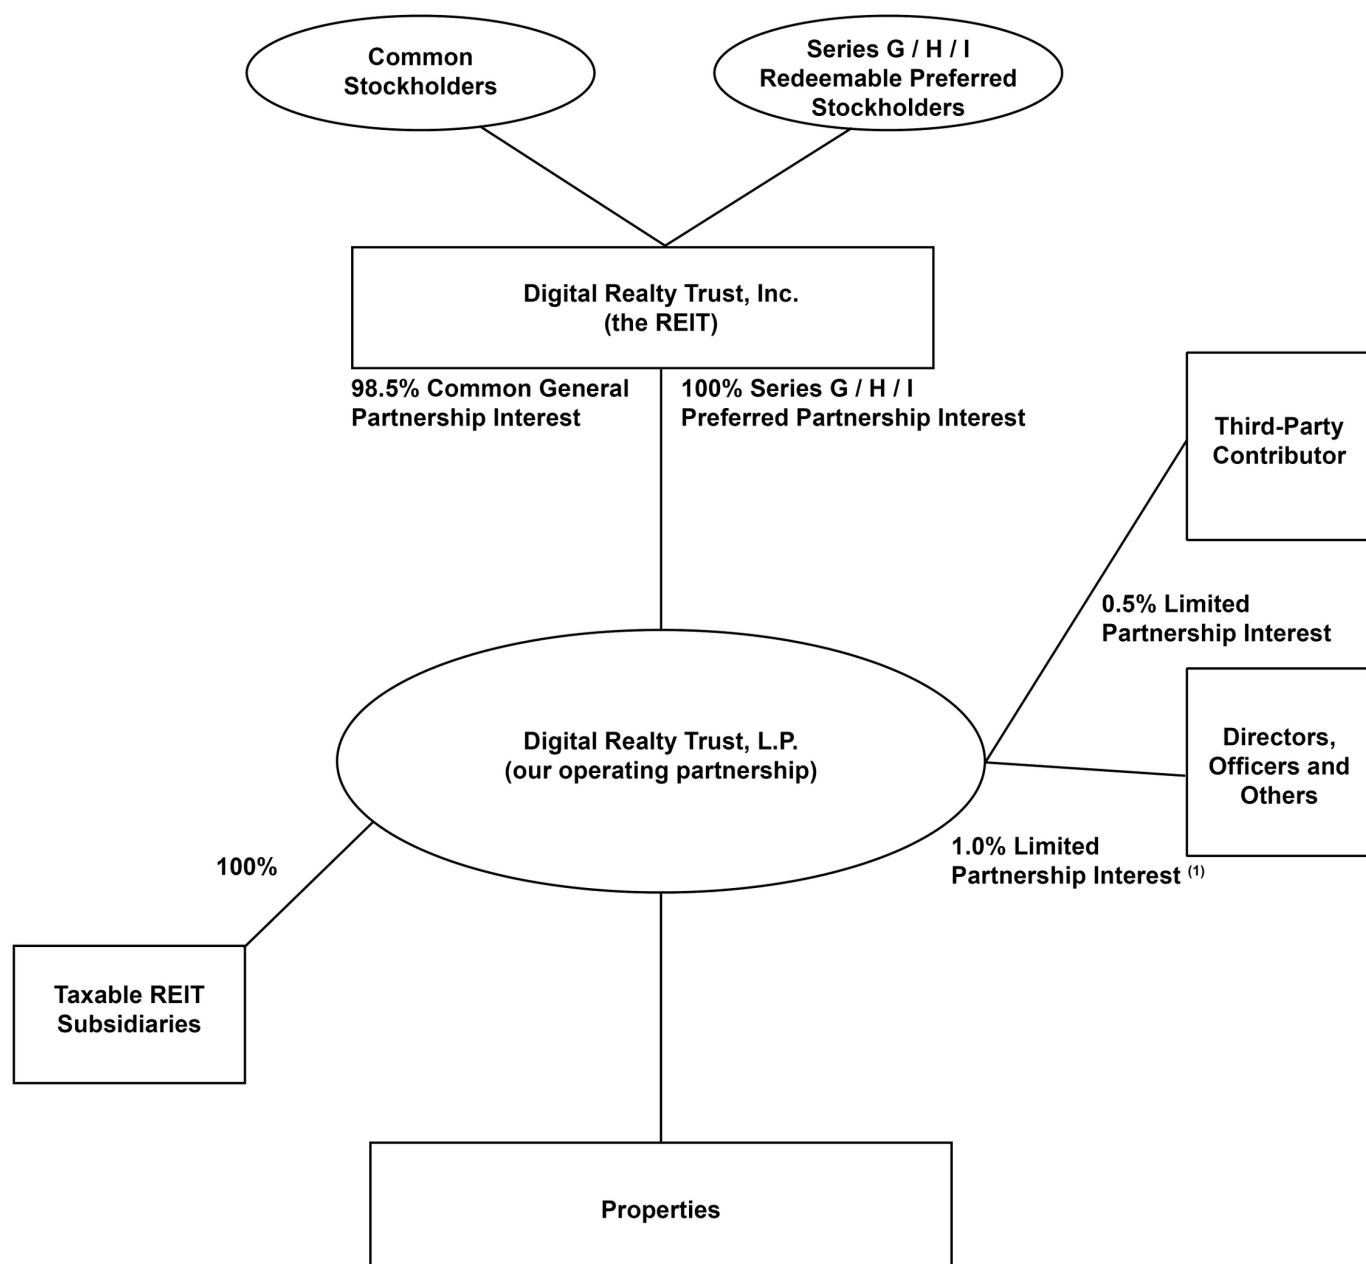 Common
Stockholders
Series G / H / I
Redeemable Preferred
Stockholders
Digital Realty Trust, Inc.
(the REIT)
98.5% Common General
Partnership Interest
100% Series G / H / I
Preferred Partnership Interest
Third-Party
Contributor
0.5% Limited
Partnership Interest
Digital Realty Trust, L.P.
(our operating partnership)
Directors,
Officers and
Others
1.0% Limited
Partnership Interest (1)
100%
Taxable REIT
Subsidiaries
Properties